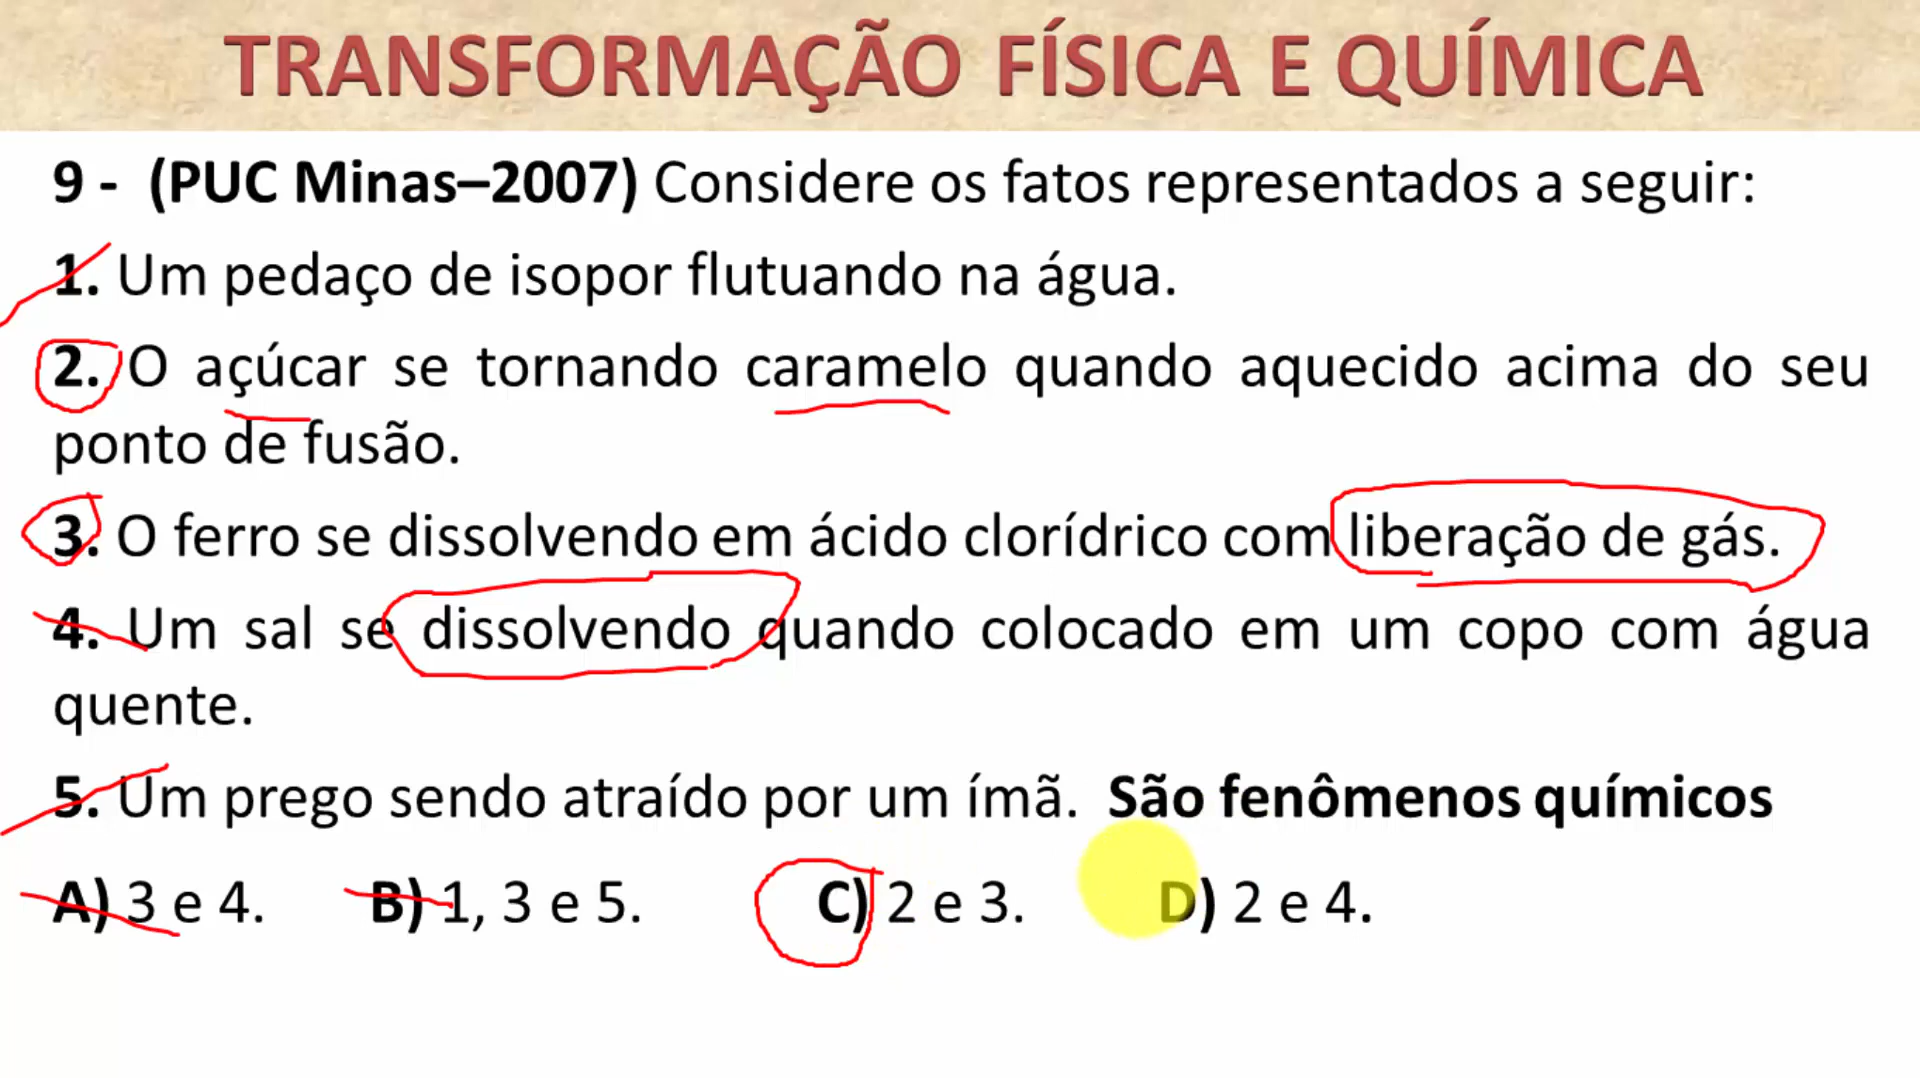 TRANSFORMAÇÃO FÍSICA E QUÍMICA
9 - (PUC Minas–2007) Considere os fatos representados a seguir:
1. Um pedaço de isopor flutuando na água.
2. O açúcar se tornando caramelo quando aquecido acima do seu
ponto de fusão.
3. O ferro se dissolvendo em ácido clorídrico com liberação de gás.
4. Um sal se dissolvendo quando colocado em um copo com água
quente.
5. Um prego sendo atraído por um ímã. São fenômenos químicos
A) 3 e 4. B) 1, 3 e 5. C) 2 e 3. D) 2 e 4.